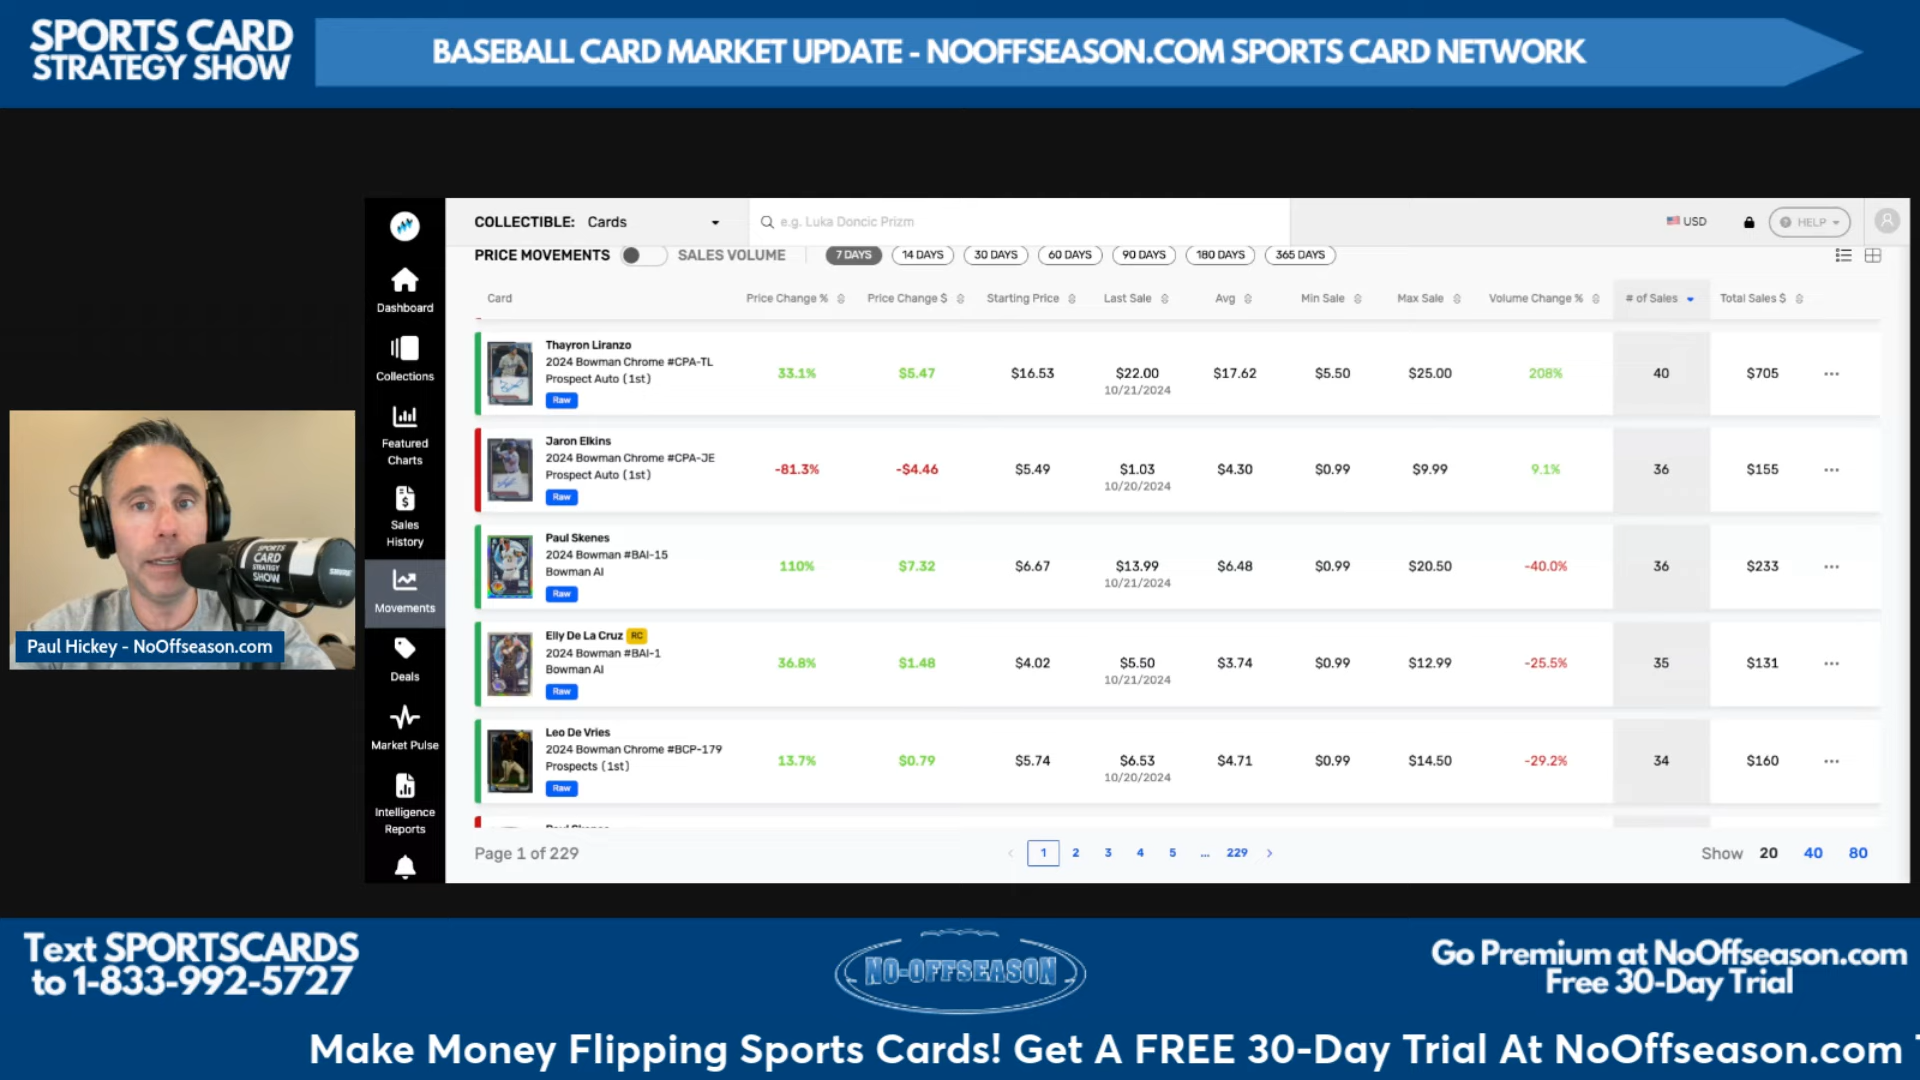 SPORTS CARD
STRATEGY SHOW
BASEBALL CARD MARKET UPDATE - NOOFFSEASON.COM SPORTS CARD NETWORK
COLLECTIBLE: Cards
e.g. Luka Doncic Prizm
USD
HELP
PRICE MOVEMENTS
SALES VOLUME
7 DAYS 14 DAYS 30 DAYS 60 DAYS 90 DAYS 180 DAYS 365 DAYS
Card Price Change % Price Change $ Starting Price Last Sale Avg Min Sale Max Sale Volume Change % # of Sales Total Sales $
Dashboard
Collections
Featured
Charts
Sales
History
Movements
Deals
Market Pulse
Intelligence
Reports
Thayron Liranzo
2024 Bowman Chrome #CPA-TL
Prospect Auto (1st)
Raw
33.1% $5.47 $16.53 $22.00 $17.62 $5.50 $25.00 208% 40 $705
10/21/2024
Jaron Elkins
2024 Bowman Chrome #CPA-JE
Prospect Auto (1st)
Raw
-81.3% -$4.46 $5.49 $1.03 $4.30 $0.99 $9.99 9.1% 36 $155
10/20/2024
Paul Skenes
2024 Bowman #BAI-15
Bowman AI
Raw
110% $7.32 $6.67 $13.99 $6.48 $0.99 $20.50 -40.0% 36 $233
10/21/2024
Elly De La Cruz RC
2024 Bowman #BAI-1
Bowman AI
Raw
36.8% $1.48 $4.02 $5.50 $3.74 $0.99 $12.99 -25.5% 35 $131
10/21/2024
Leo De Vries
2024 Bowman Chrome #BCP-179
Prospects (1st)
Raw
13.7% $0.79 $5.74 $6.53 $4.71 $0.99 $14.50 -29.2% 34 $160
10/20/2024
Page 1 of 229
1 2 3 4 5 ... 229
Show 20 40 80
SPORTS
CARD
STRATEGY
SHOW
SHURE
Paul Hickey - NoOffseason.com
Text SPORTSCARDS
to 1-833-992-5727
NO-OFFSEASON
Go Premium at NoOffseason.com
Free 30-Day Trial
Make Money Flipping Sports Cards! Get A FREE 30-Day Trial At NoOffseason.com